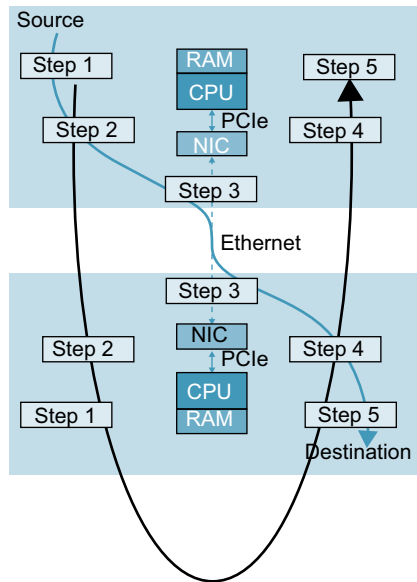 Source
Step 1
RAM
Step 5
CPU
PCIe
Step 2
Step 4
NIC
Step 3
Ethernet
Step 3
NIC
Step 2
Step 4
PCIe
CPU
Step 1
Step 5
RAM
Destination